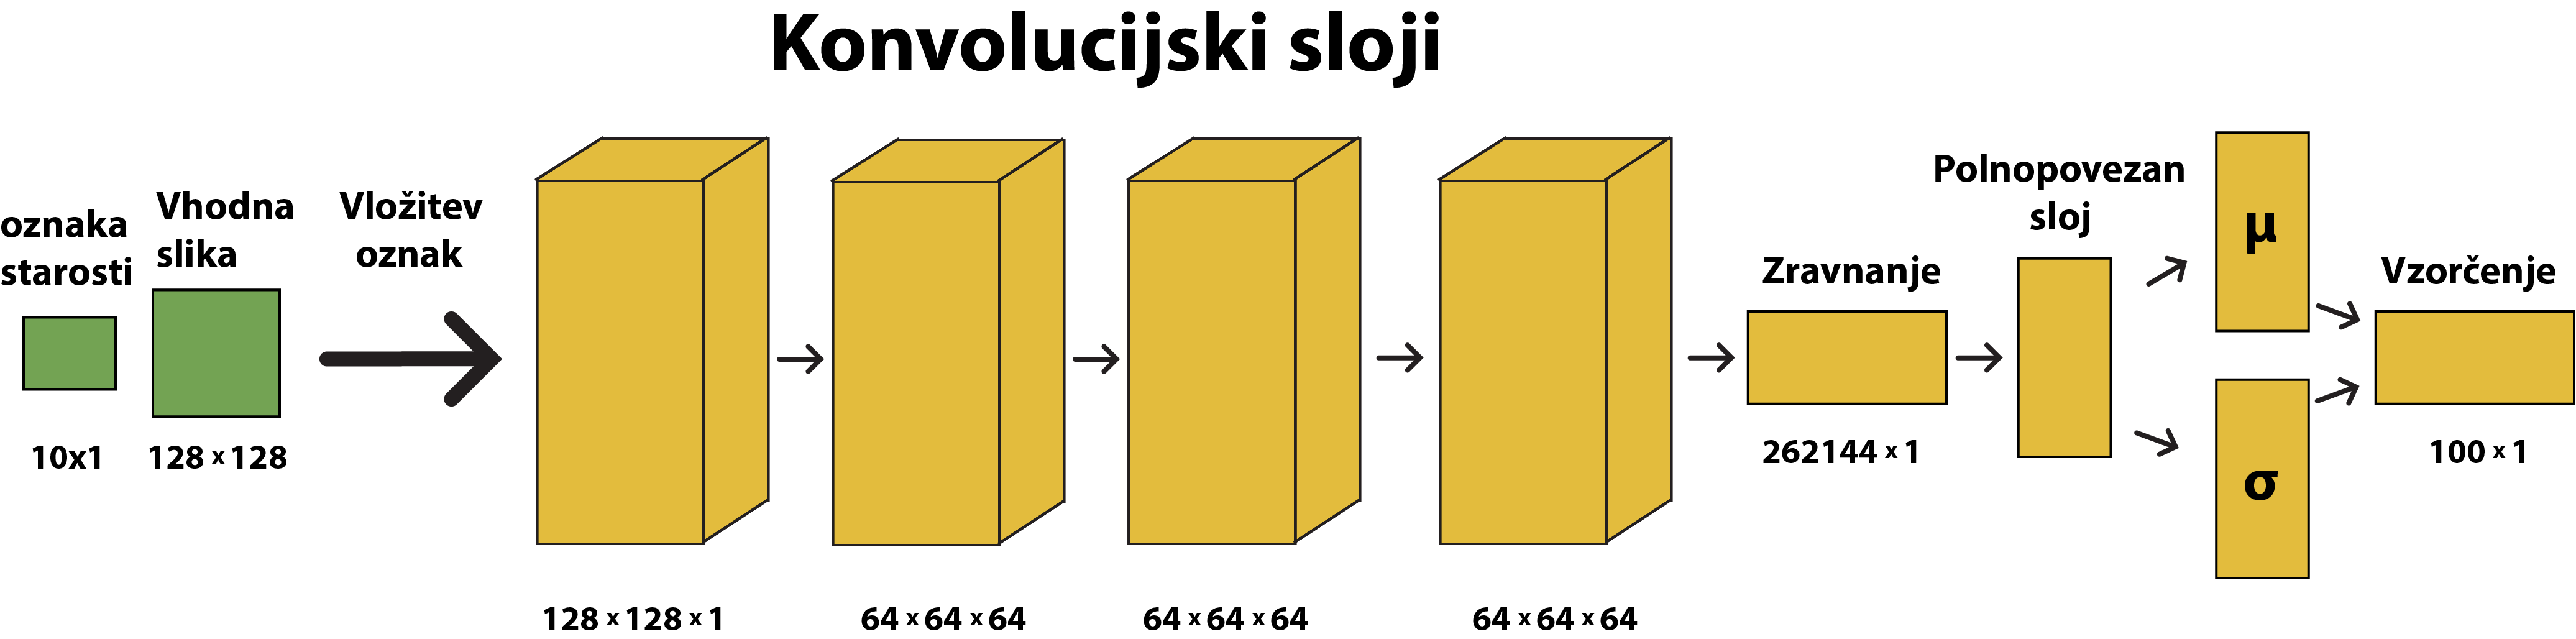 Konvolucijski sloji
oznaka
starosti
10x1
Vhodna
slika
128 x 128
Vložitev
oznak
128 x 128 x 1
64 x 64 x 64
64 x 64 x 64
64 x 64 x 64
Zravnanje
262144 x 1
Polnopovezan
sloj
μ
σ
Vzorčenje
100 x 1